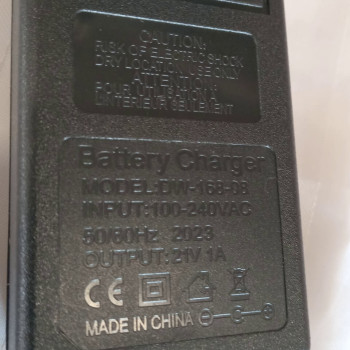 CAUTION:
RISK OF ELECTRIC SHOCK
DRY LOCATION USE ONLY
ATTENTION:
POUR UTILISATION
D'INTERIEUR SEULEMENT
Battery Charger
MODEL:DW-168-08
INPUT:100-240VAC
50/60Hz 2023
OUTPUT:21V 1A
CE
MADE IN CHINA